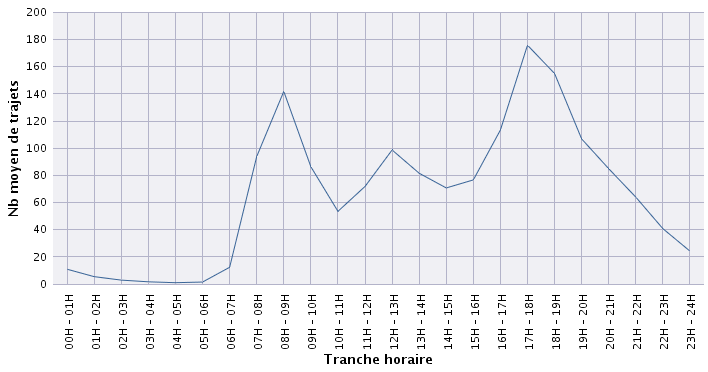 200
180
160
140
120
100
80
60
40
20
0
Nb moyen de trajets
00H - 01H
01H - 02H
02H - 03H
03H - 04H
04H - 05H
05H - 06H
06H - 07H
07H - 08H
08H - 09H
09H - 10H
10H - 11H
11H - 12H
12H - 13H
13H - 14H
14H - 15H
15H - 16H
16H - 17H
17H - 18H
18H - 19H
19H - 20H
20H - 21H
21H - 22H
22H - 23H
23H - 24H
Tranche horaire